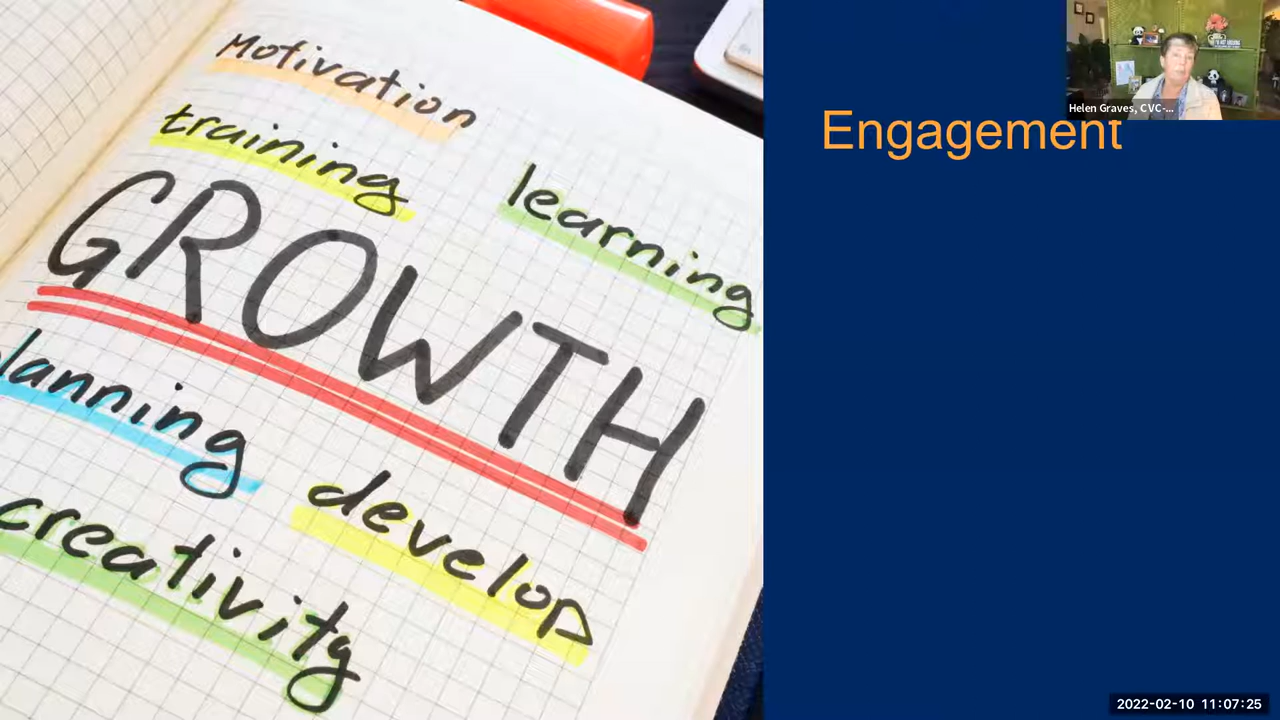 Motivation
training
learning
GROWTH
lanning
develop
creativity
Engagement
Helen Graves, CVC-...
2022-02-10 11:07:25